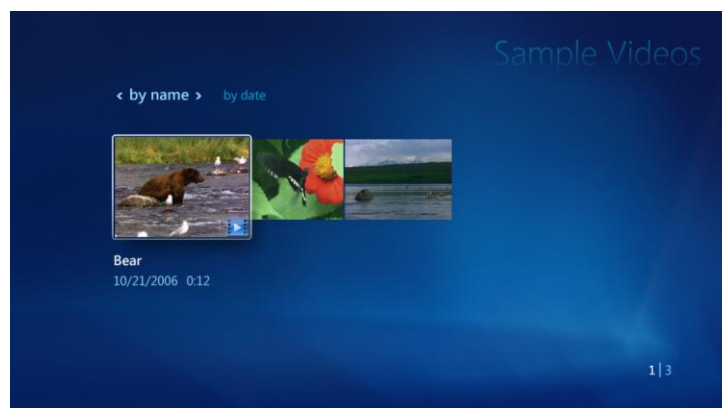 Sample Videos
‹ by name › by date
Bear
10/21/2006 0:12
1|3